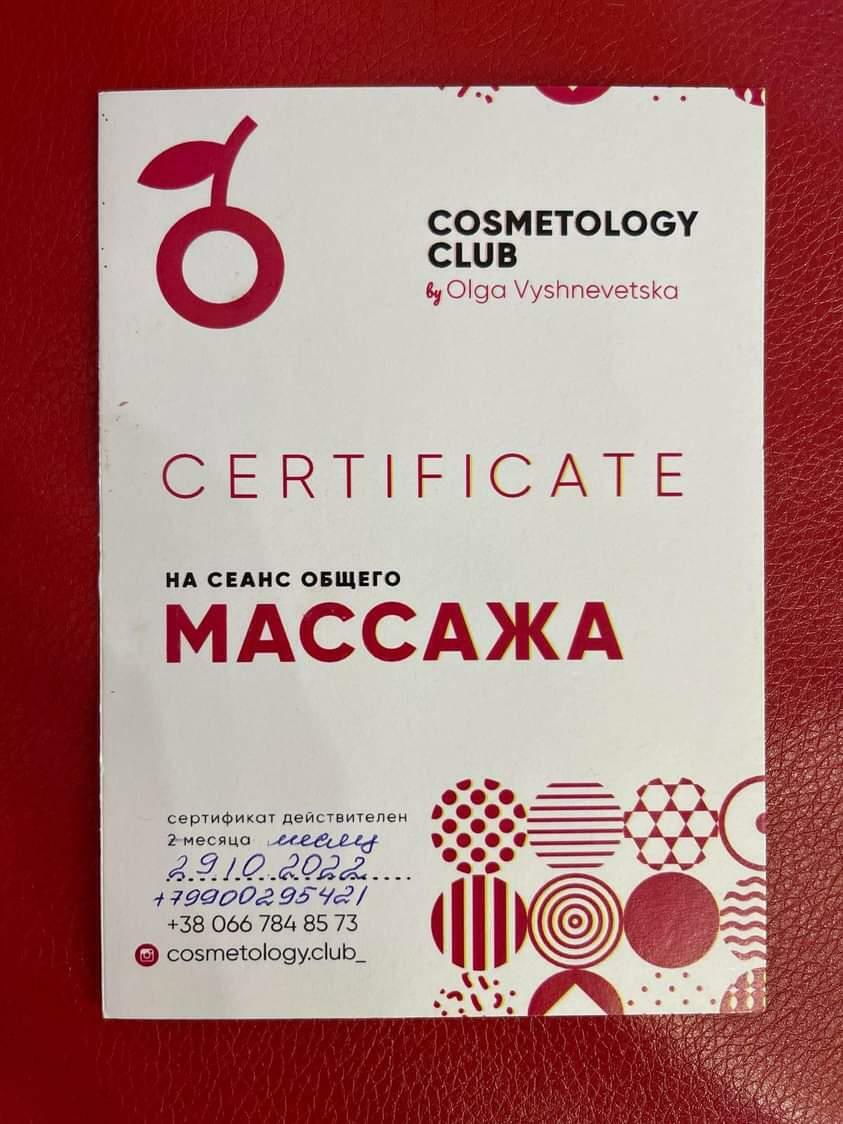 COSMETOLOGY
CLUB
by Olga Vyshnevetska
CERTIFICATE
НА СЕАНС ОБЩЕГО
МАССАЖА
сертификат действителен
2 месяца месяц
29.10.2022
+79900295421
+38 066 784 85 73
cosmetology.club_